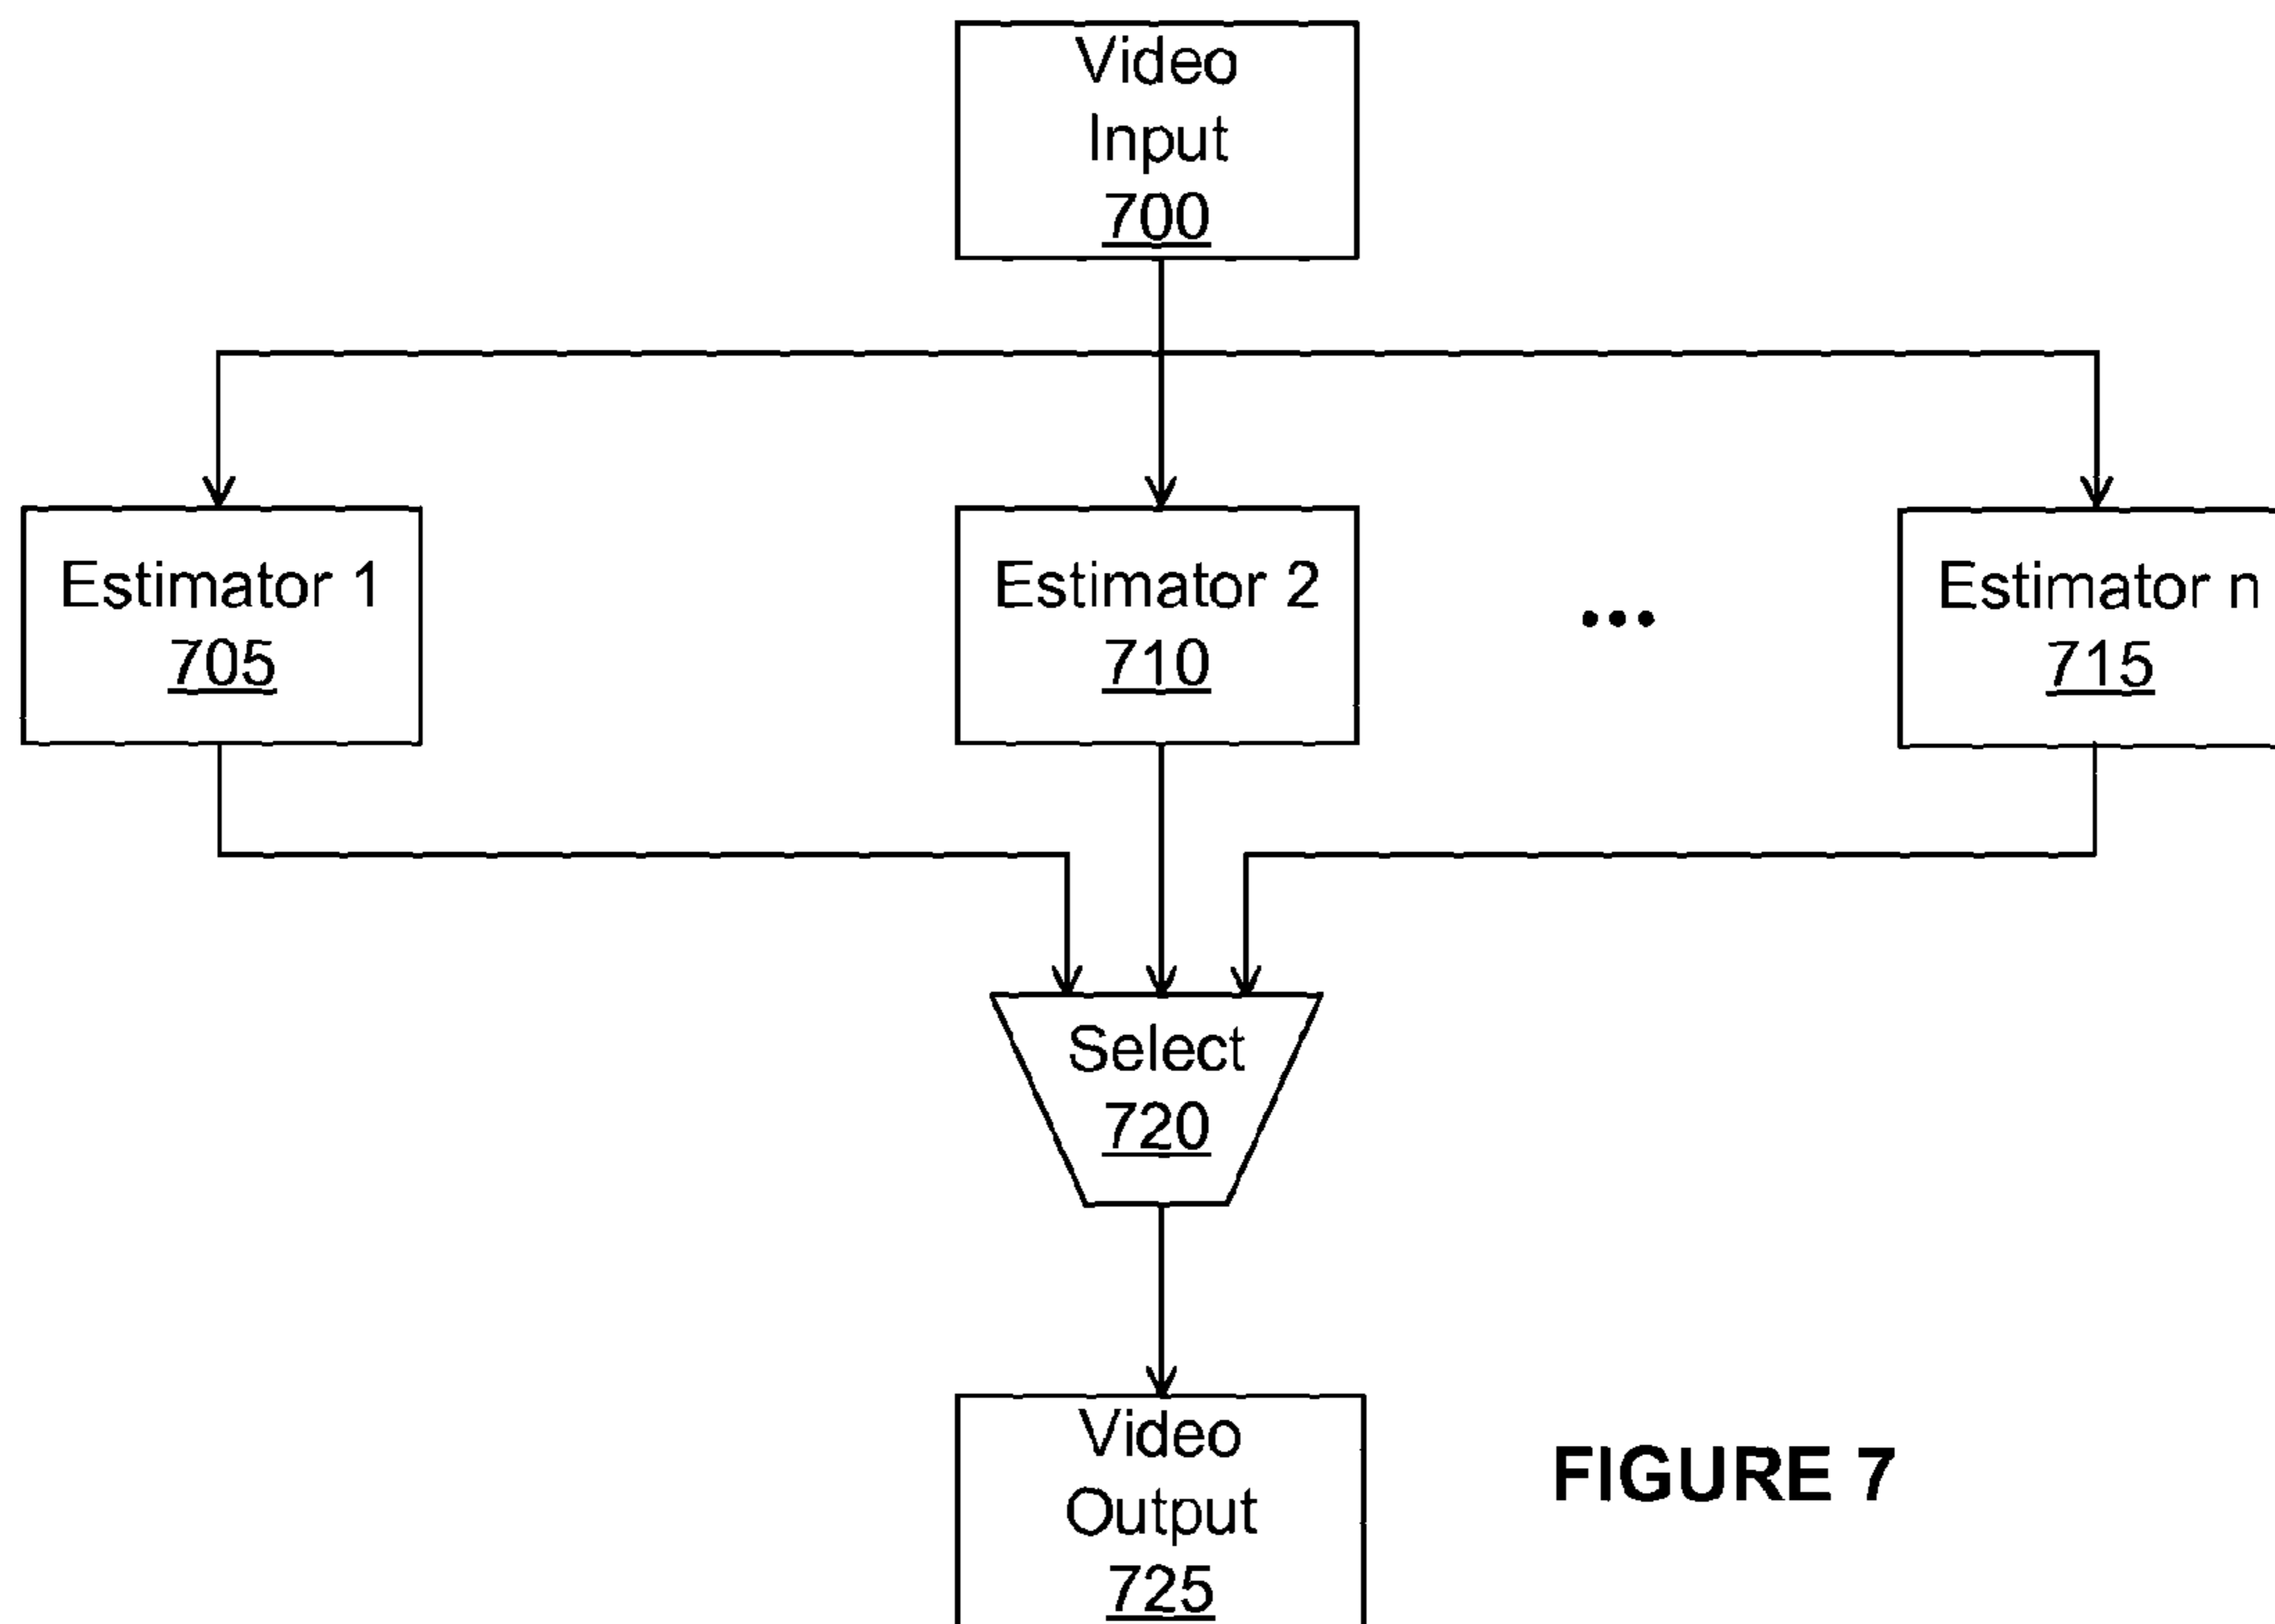 Video
Input
700
Estimator 1
705
Estimator 2
710
...
Estimator n
715
Select
720
Video
Output
725
FIGURE 7